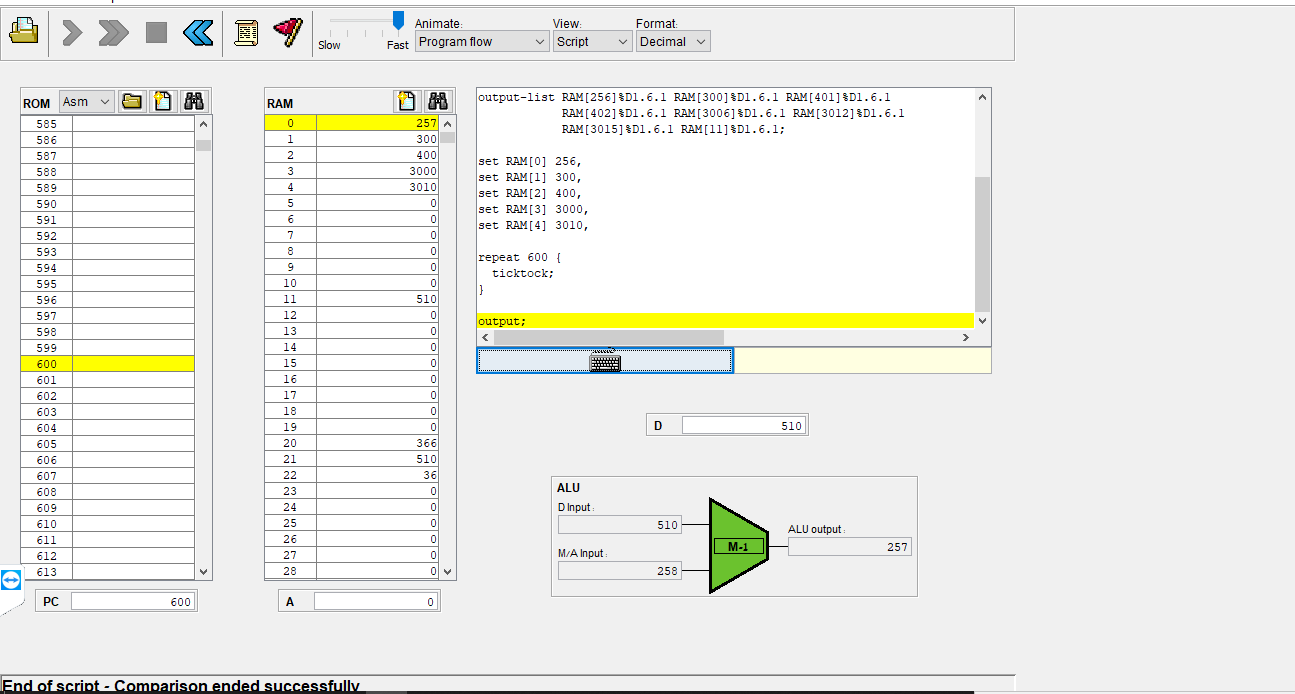 Slow
Fast
Animate:
Program flow
View:
Script
Format:
Decimal
ROM Asm
585
586
587
588
589
590
591
592
593
594
595
596
597
598
599
600
601
602
603
604
605
606
607
608
609
610
611
612
613
PC 600
RAM
0 257
1 300
2 400
3 3000
4 3010
5 0
6 0
7 0
8 0
9 0
10 0
11 510
12 0
13 0
14 0
15 0
16 0
17 0
18 0
19 0
20 366
21 510
22 36
23 0
24 0
25 0
26 0
27 0
28 0
A 0
output-list RAM[256]%D1.6.1 RAM[300]%D1.6.1 RAM[401]%D1.6.1
RAM[402]%D1.6.1 RAM[3006]%D1.6.1 RAM[3012]%D1.6.1
RAM[3015]%D1.6.1 RAM[11]%D1.6.1;
set RAM[0] 256,
set RAM[1] 300,
set RAM[2] 400,
set RAM[3] 3000,
set RAM[4] 3010,
repeat 600 {
ticktock;
}
output;
D 510
ALU
D Input :
510
M/A Input :
258
M-1
ALU output :
257
End of script - Comparison ended successfully